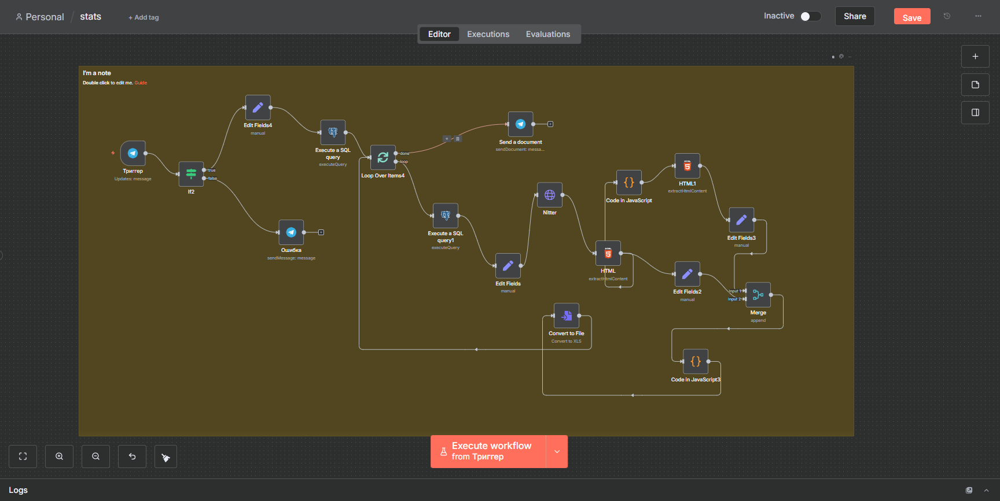 Personal / stats + Add tag
Inactive Share Save
Editor Executions Evaluations
I'm a note
Double click to edit me. Guide
Edit Fields4
manual
Execute a SQL
query
executeQuery
Send a document
sendDocument: messa...
Триггер
Updates: message
true
false
If2
done
loop
Loop Over Items4
Code in JavaScript
HTML
HTML1
extractHtmlContent
Nitter
Execute a SQL
query1
executeQuery
Edit Fields3
manual
Ошибка
sendMessage: message
HTML
HTML
extractHtmlContent
Edit Fields
manual
Edit Fields2
manual
Input 1
Input 2
Merge
append
Convert to File
Convert to XLS
Code in JavaScript3
Execute workflow
from Триггер
Logs